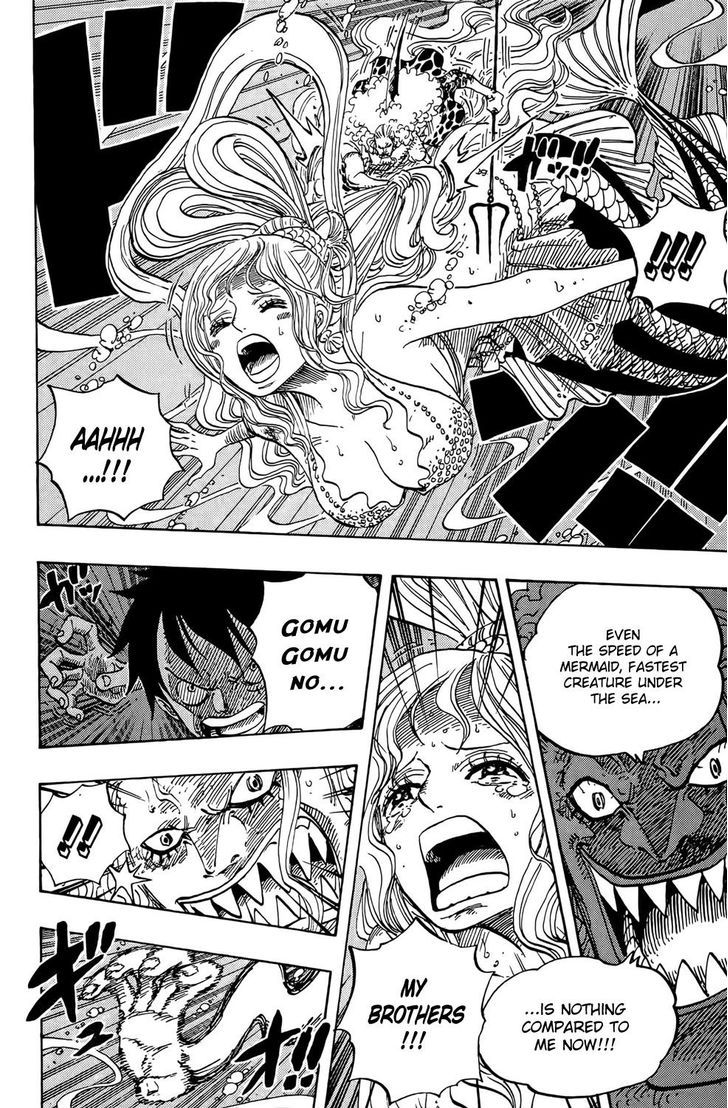 !!!!
AAHHH
...!!!
EVEN
THE SPEED OF A
MERMAID, FASTEST
CREATURE UNDER
THE SEA...
...IS NOTHING
COMPARED TO
ME NOW!!!
MY
BROTHERS
!!!
GOMU
GOMU
NO...
!!!